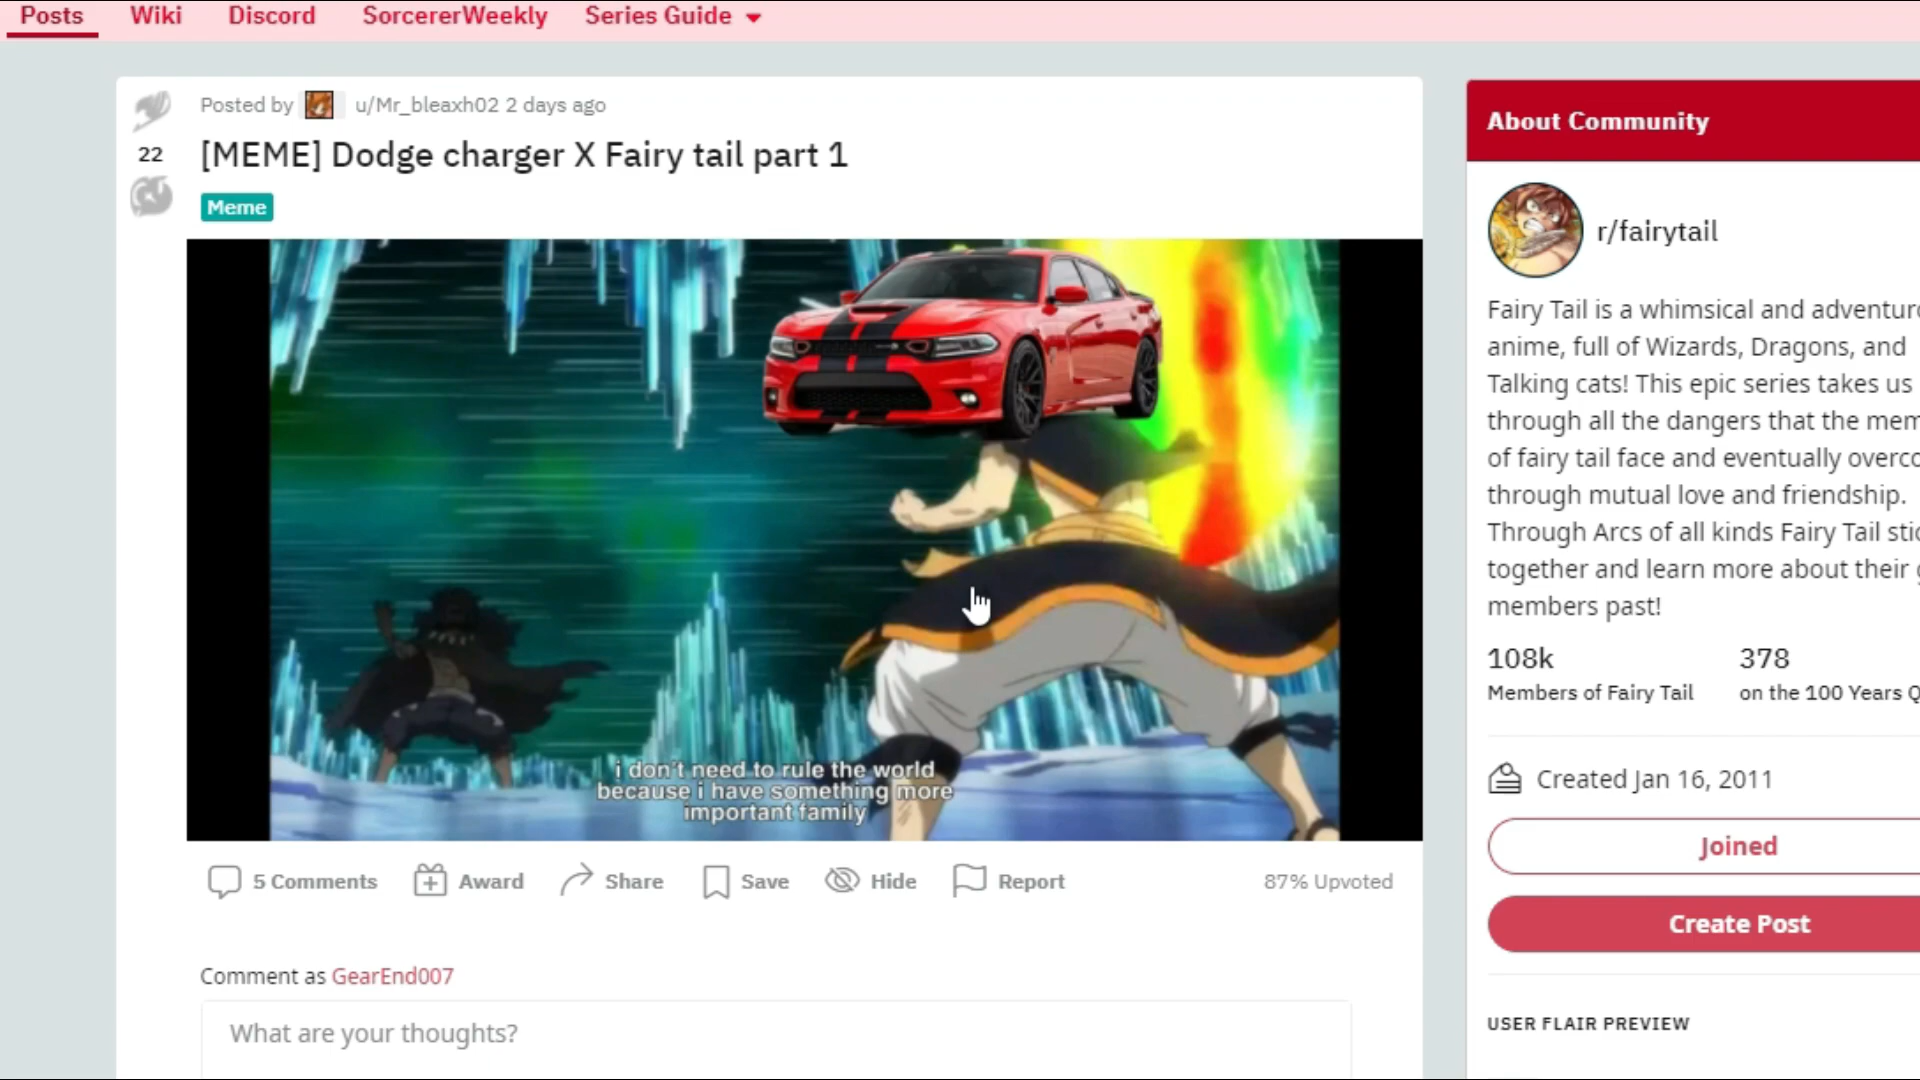 Posts Wiki Discord SorcererWeekly Series Guide
Posted by u/Mr_bleaxh02 2 days ago
22
[MEME] Dodge charger X Fairy tail part 1
Meme
i don't need to rule the world
because i have something more
important family
5 Comments Award Share Save Hide Report 87% Upvoted
Comment as GearEnd007
What are your thoughts?
About Community
r/fairytail
Fairy Tail is a whimsical and
anime, full of Wizards, Dragons, and
Talking cats! This epic series takes us
through all the dangers that the
of fairy tail face and eventually
through mutual love and friendship.
Through Arcs of all kinds Fairy Tail
together and learn more about their
members past!
108k 378
Members of Fairy Tail on the 100 Years
Created Jan 16, 2011
Joined
Create Post
USER FLAIR PREVIEW